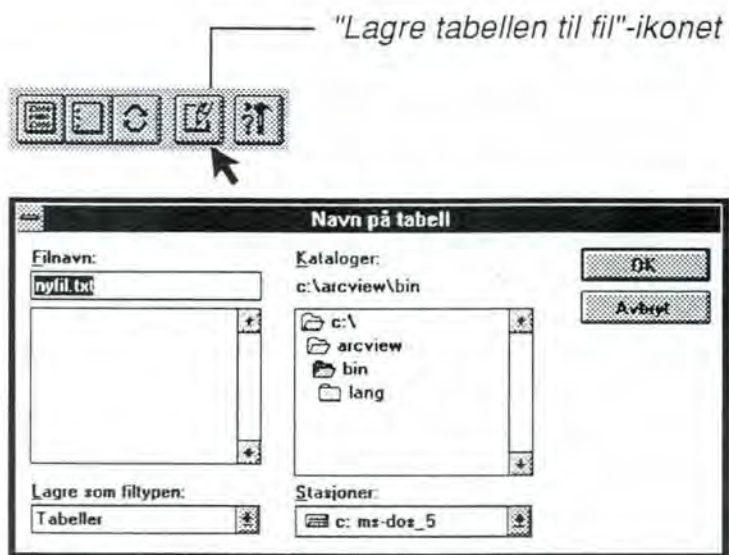 "Lagre tabellen til fil"-ikonet
Navn på tabell
Filnavn:
nyfil.txt
Kataloger:
c:\arcview\bin
c:\
arcview
bin
lang
OK
Avbryt
Lagre som filtypen:
Tabeller
Stasjoner:
c: ms-dos_5